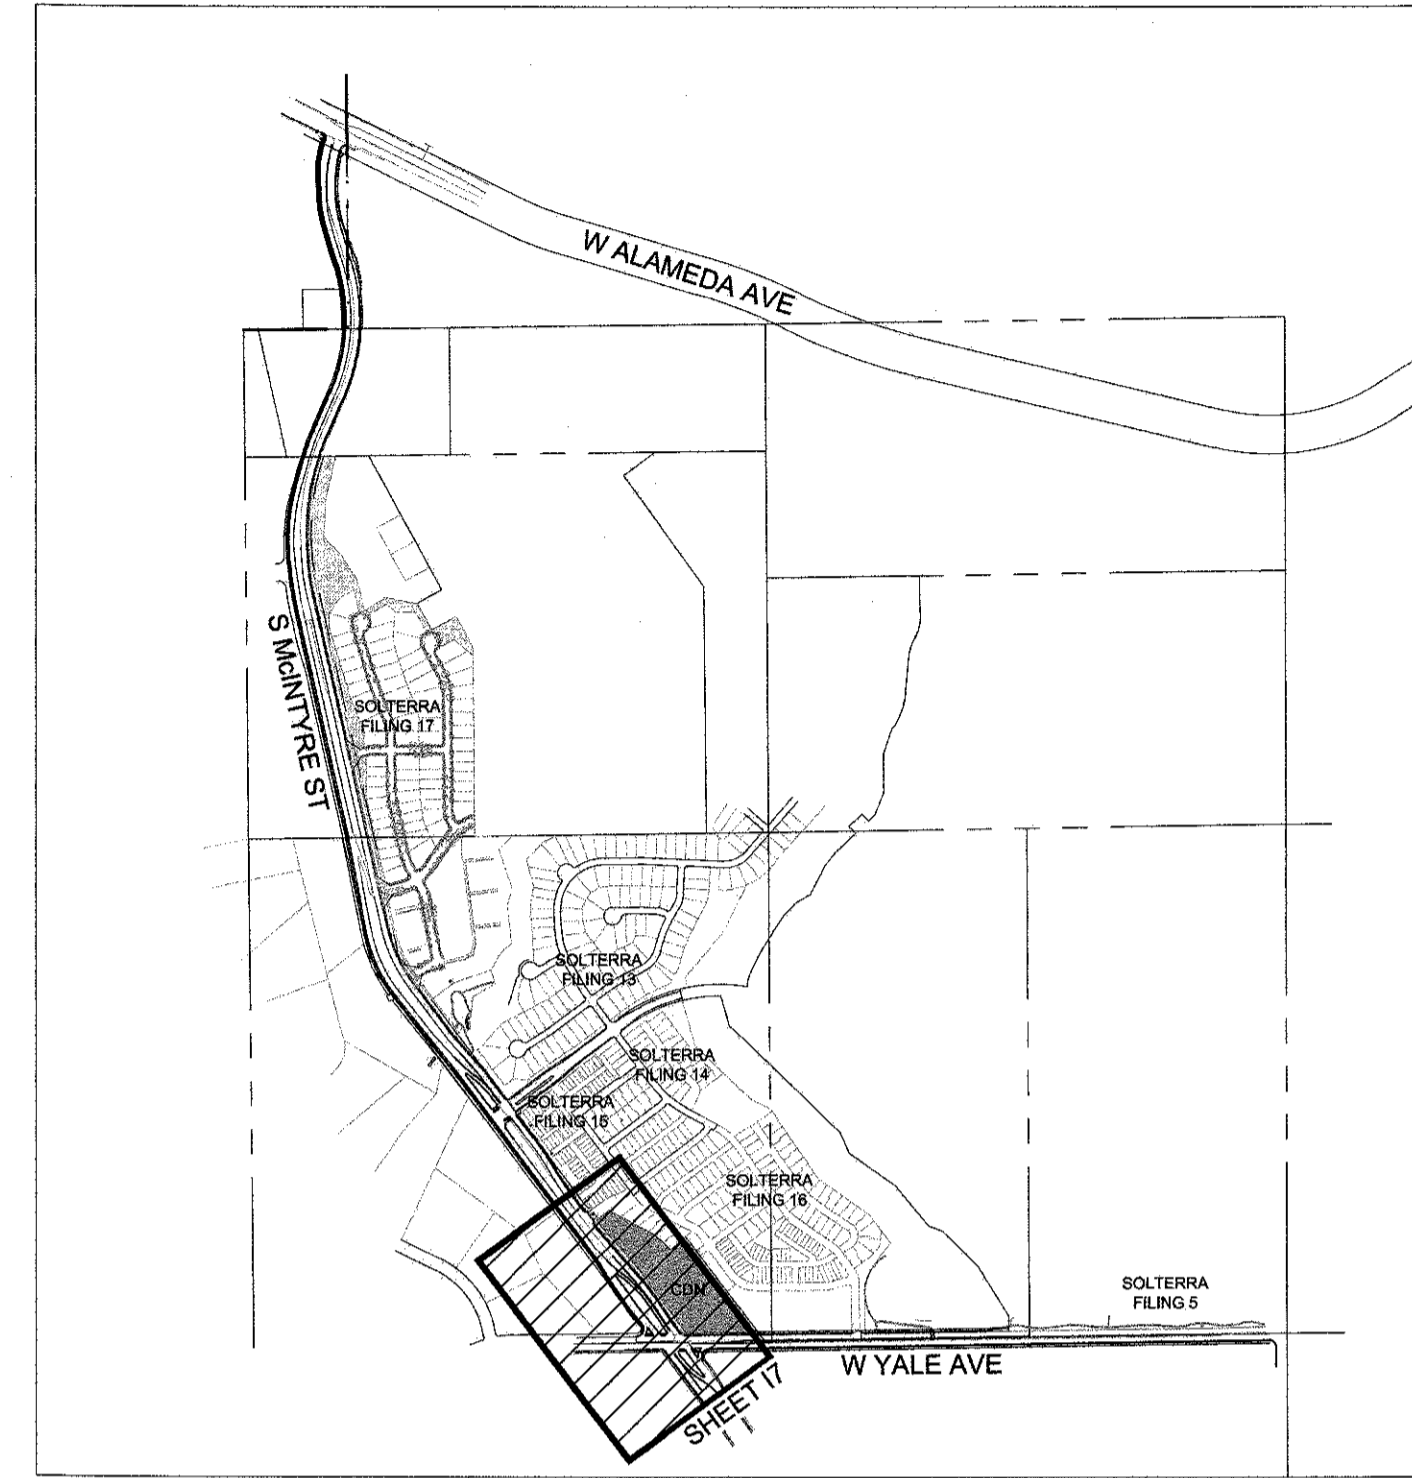 W ALAMEDA AVE
S McINTYRE ST
SOLTERRA
FILING 17
SOLTERRA
FILING 13
SOLTERRA
FILING 14
SOLTERRA
FILING 15
SOLTERRA
FILING 16
CDN
SOLTERRA
FILING 5
W YALE AVE
SHEET I7